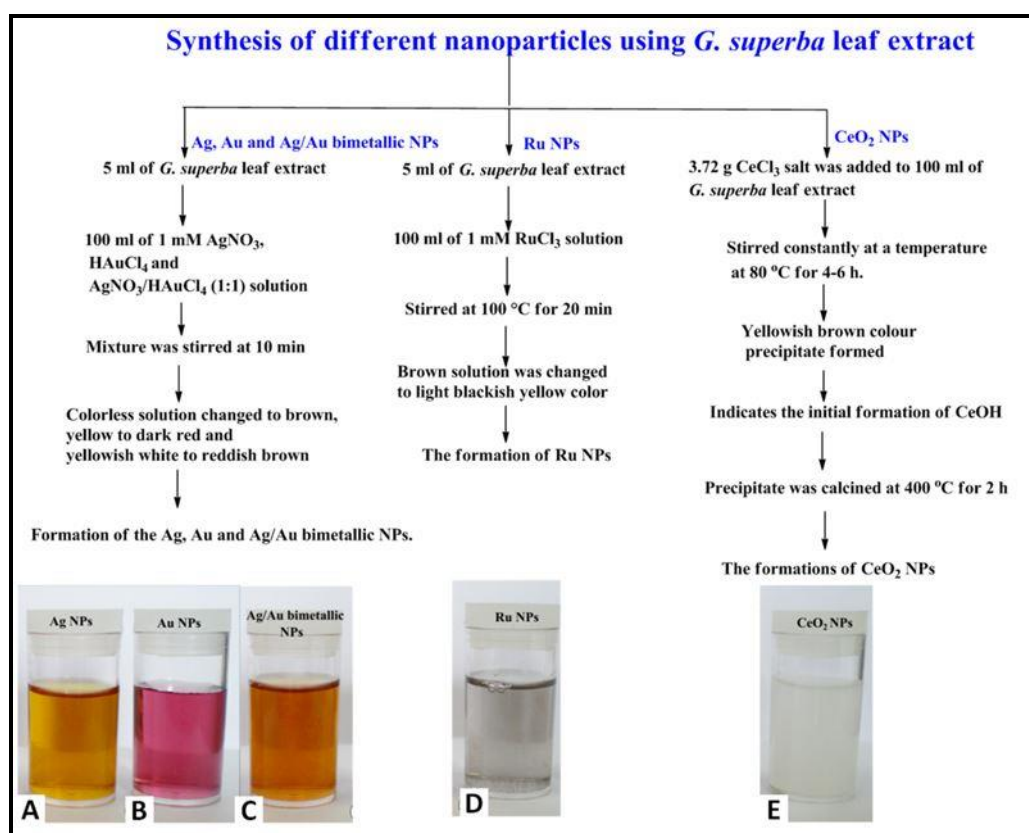 Synthesis of different nanoparticles using G. superba leaf extract
Ag, Au and Ag/Au bimetallic NPs
5 ml of G. superba leaf extract
100 ml of 1 mM AgNO₃,
HAuCl₄ and
AgNO₃/HAuCl₄ (1:1) solution
Mixture was stirred at 10 min
Colorless solution changed to brown,
yellow to dark red and
yellowish white to reddish brown
Formation of the Ag, Au and Ag/Au bimetallic NPs.
Ru NPs
5 ml of G. superba leaf extract
100 ml of 1 mM RuCl₃ solution
Stirred at 100 °C for 20 min
Brown solution was changed
to light blackish yellow color
The formation of Ru NPs
CeO₂ NPs
3.72 g CeCl₃ salt was added to 100 ml of
G. superba leaf extract
Stirred constantly at a temperature
at 80 °C for 4-6 h.
Yellowish brown colour
precipitate formed
Indicates the initial formation of CeOH
Precipitate was calcined at 400 °C for 2 h
The formations of CeO₂ NPs
Ag NPs
Au NPs
Ag/Au bimetallic
NPs
Ru NPs
CeO₂ NPs
A
B
C
D
E